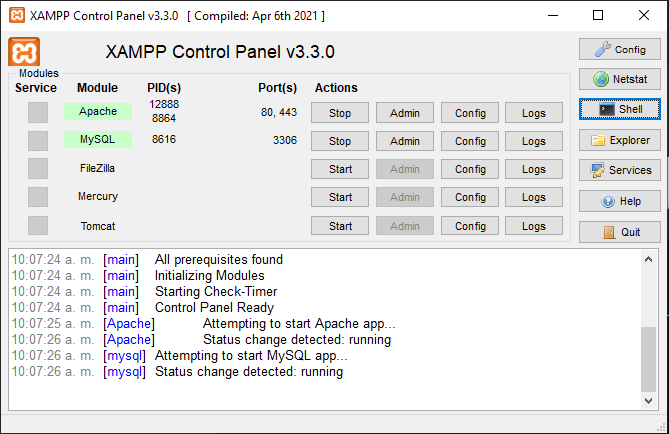 XAMPP Control Panel v3.3.0 [ Compiled: Apr 6th 2021 ]
XAMPP Control Panel v3.3.0
Config
Modules
Service Module PID(s) Port(s) Actions
Netstat
Apache 12888 8864 80, 443 Stop Admin Config Logs
Shell
MySQL 8616 3306 Stop Admin Config Logs
Explorer
FileZilla Start Admin Config Logs
Services
Mercury Start Admin Config Logs
Help
Tomcat Start Admin Config Logs
Quit
10:07:24 a. m. [main] All prerequisites found
10:07:24 a. m. [main] Initializing Modules
10:07:24 a. m. [main] Starting Check-Timer
10:07:24 a. m. [main] Control Panel Ready
10:07:25 a. m. [Apache] Attempting to start Apache app...
10:07:26 a. m. [Apache] Status change detected: running
10:07:26 a. m. [mysql] Attempting to start MySQL app...
10:07:26 a. m. [mysql] Status change detected: running